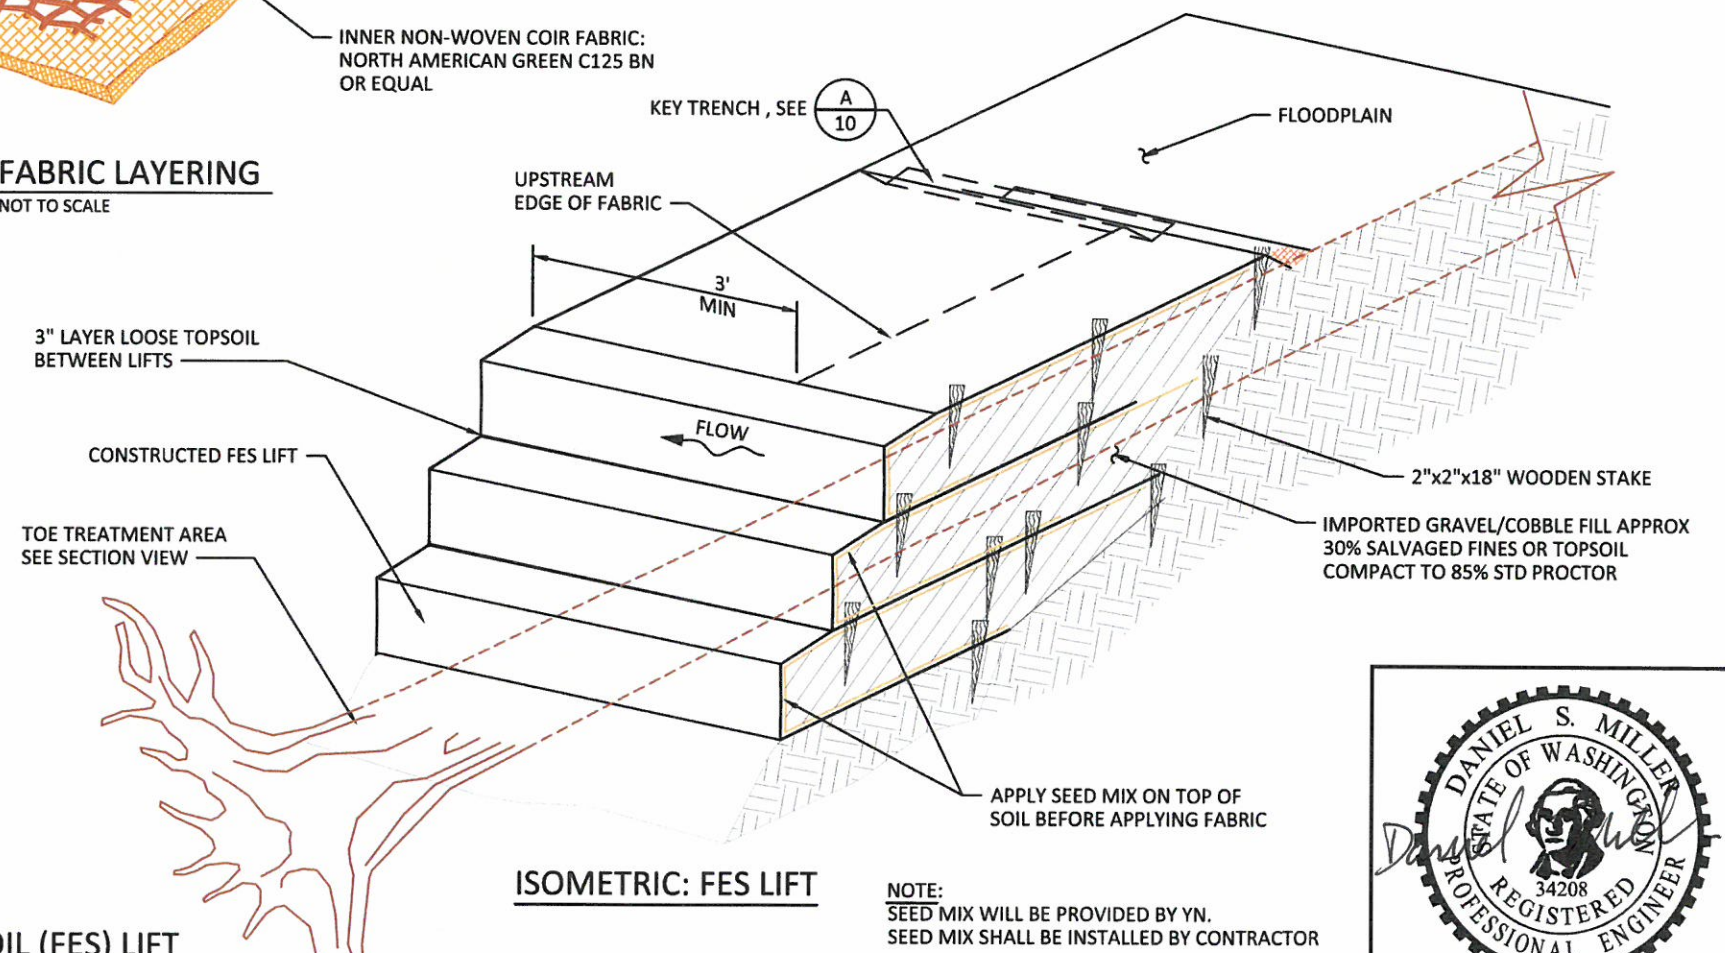 INNER NON-WOVEN COIR FABRIC:
NORTH AMERICAN GREEN C125 BN
OR EQUAL
FABRIC LAYERING
NOT TO SCALE
KEY TRENCH , SEE
A
10
FLOODPLAIN
UPSTREAM
EDGE OF FABRIC
3'
MIN
3" LAYER LOOSE TOPSOIL
BETWEEN LIFTS
FLOW
CONSTRUCTED FES LIFT
2"x2"x18" WOODEN STAKE
TOE TREATMENT AREA
SEE SECTION VIEW
IMPORTED GRAVEL/COBBLE FILL APPROX
30% SALVAGED FINES OR TOPSOIL
COMPACT TO 85% STD PROCTOR
APPLY SEED MIX ON TOP OF
SOIL BEFORE APPLYING FABRIC
ISOMETRIC: FES LIFT
NOTE:
SEED MIX WILL BE PROVIDED BY YN.
SEED MIX SHALL BE INSTALLED BY CONTRACTOR
OIL (FES) LIFT
DANIEL S. MILLER
STATE OF WASHINGTON
34208
REGISTERED
PROFESSIONAL ENGINEER